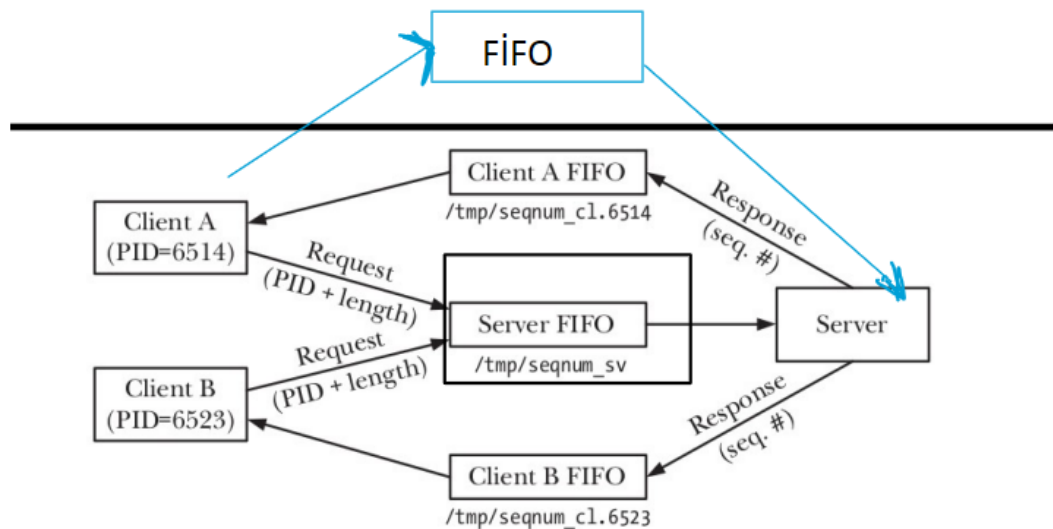 FİFO
Client A FIFO
/tmp/seqnum_cl.6514
Client A
(PID=6514)
Request
(PID + length)
Response
(seq. #)
Server FIFO
/tmp/seqnum_sv
Server
Request
(PID + length)
Client B
(PID=6523)
Response
(seq. #)
Client B FIFO
/tmp/seqnum_cl.6523